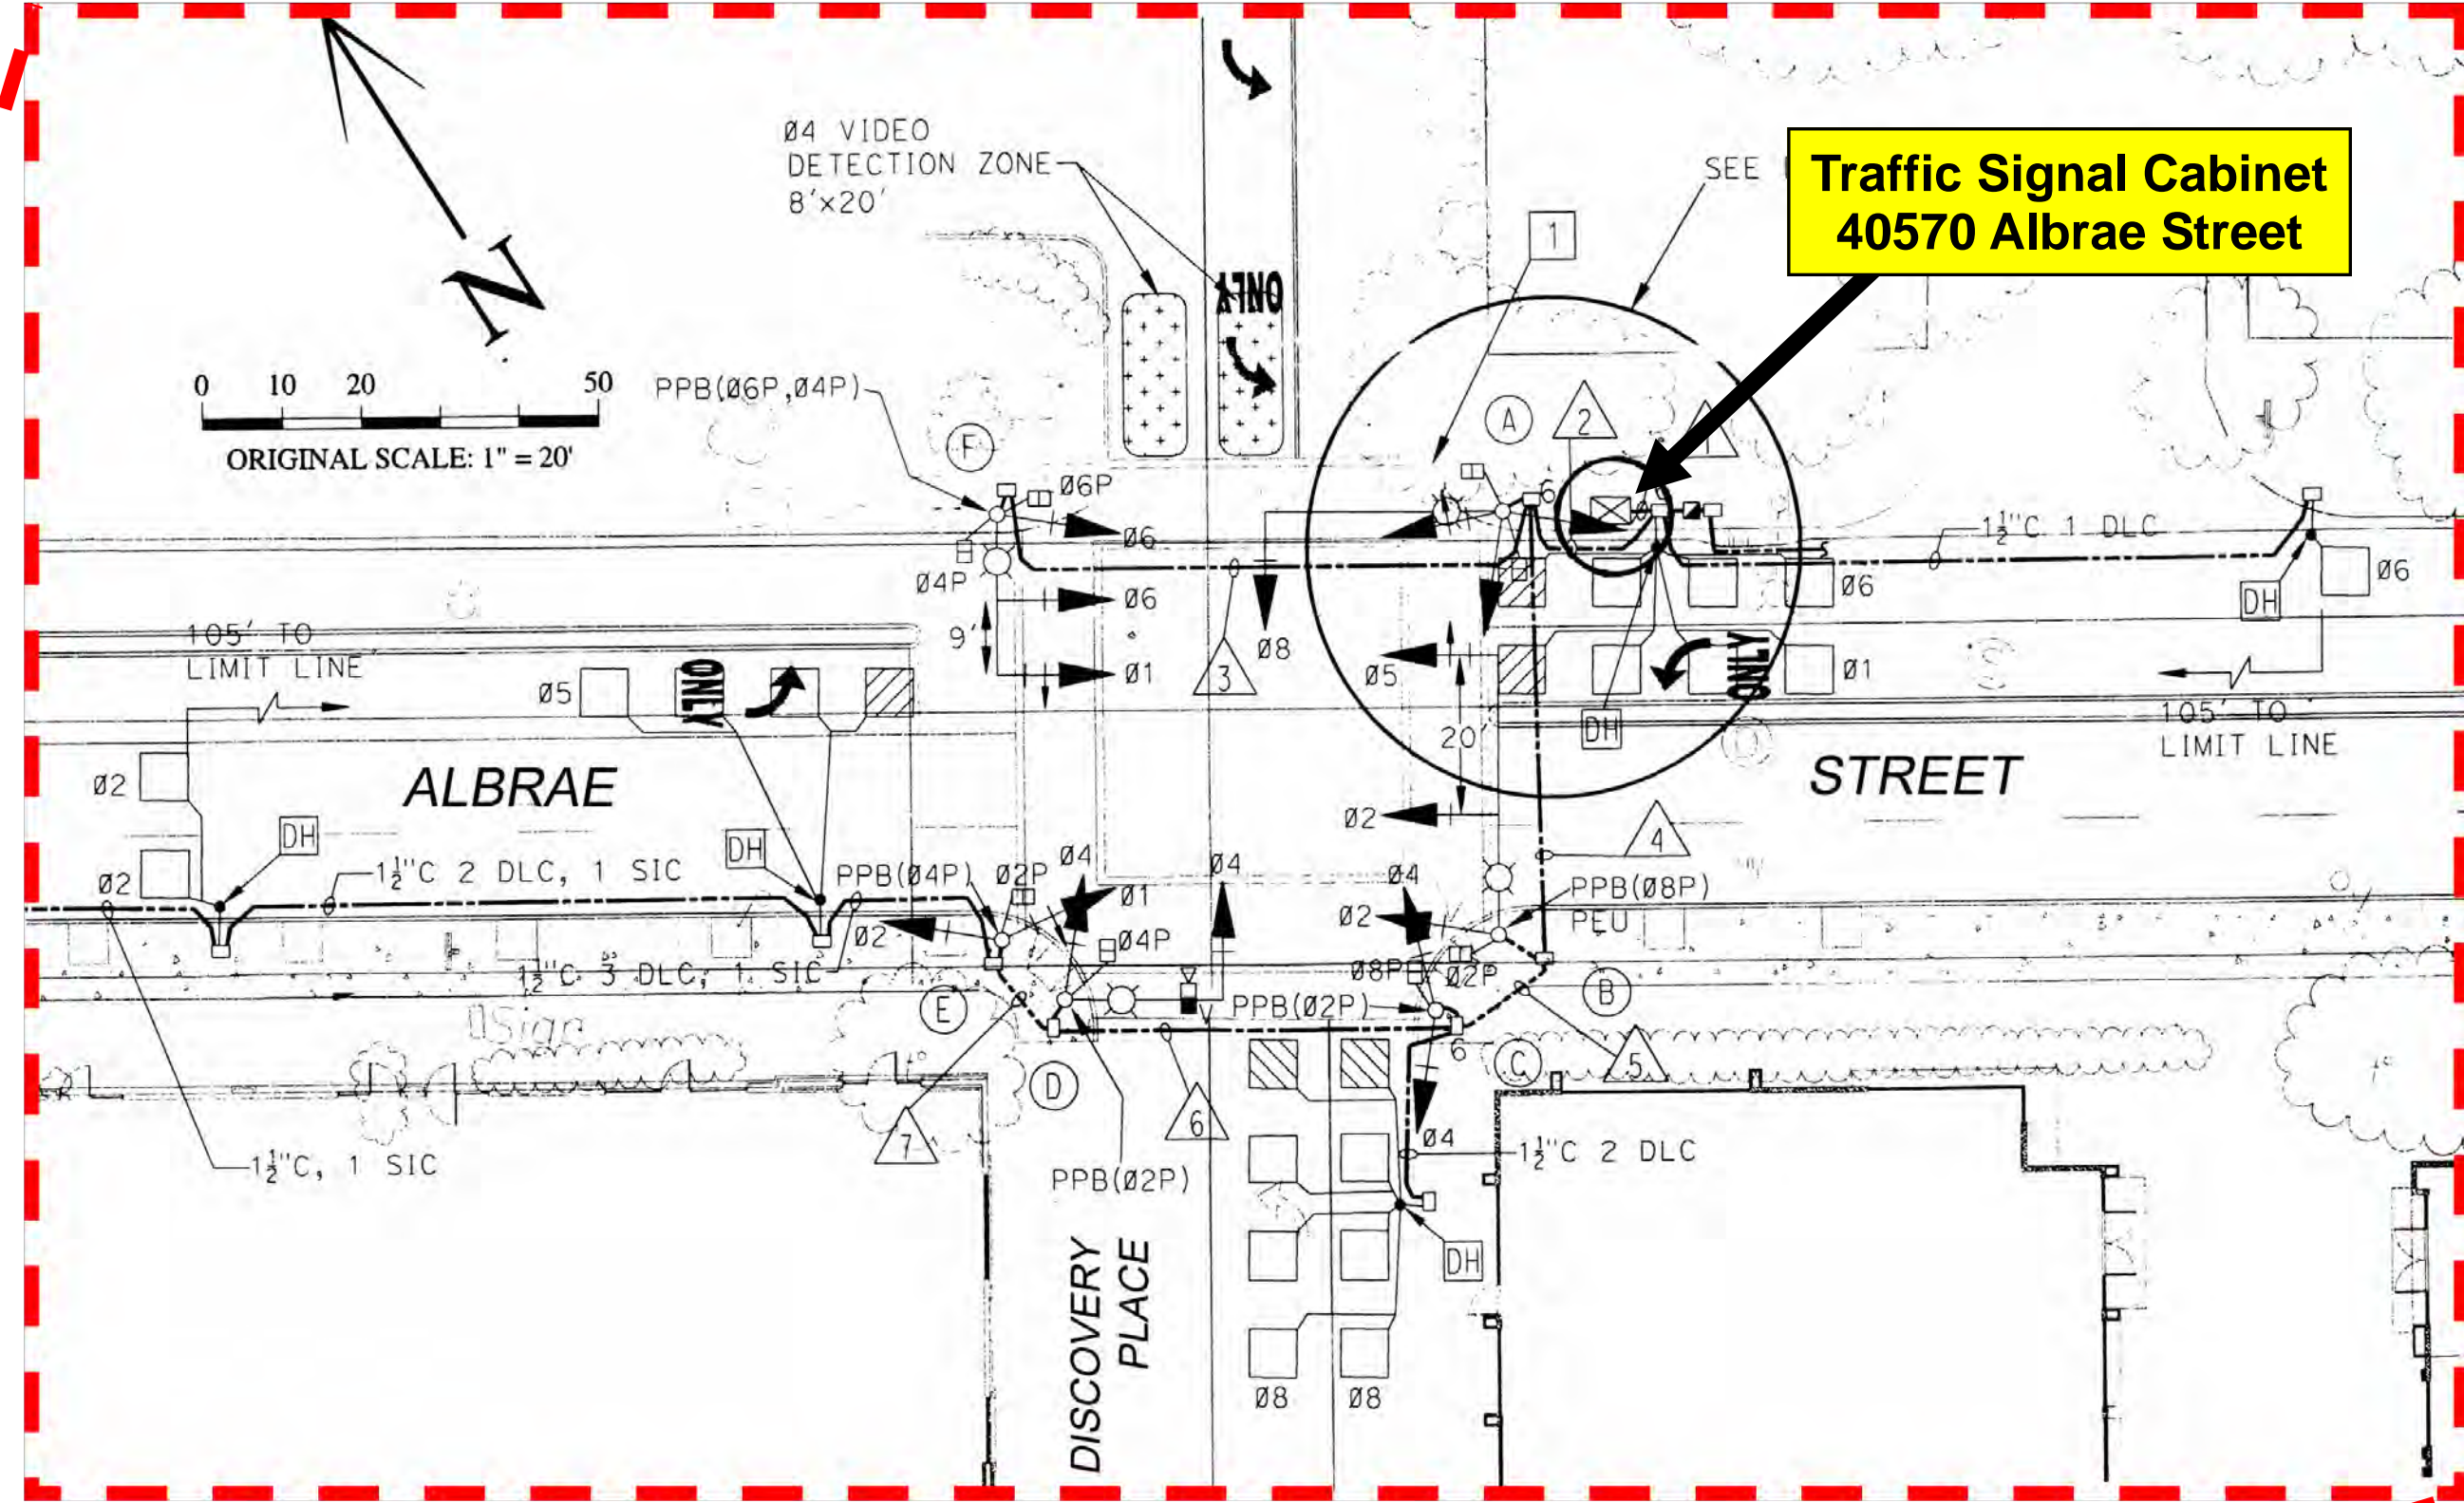 Ø4 VIDEO
DETECTION ZONE
8'x20'
SEE
Traffic Signal Cabinet
40570 Albrae Street
N
ONLY
1
0 10 20 50
ORIGINAL SCALE: 1" = 20'
PPB(Ø6P,Ø4P)
F
A
2
1
Ø6P
Ø6
6
Ø4P
Ø6
9'
Ø1
3
Ø8
Ø5
1½"C 1 DLC
Ø6
Ø6
DH
Ø1
ONLY
DH
20'
105' TO
LIMIT LINE
105' TO
LIMIT LINE
Ø5
ONLY
Ø2
ALBRAE
STREET
Ø2
4
DH
DH
Ø2
1½"C 2 DLC, 1 SIC
PPB(Ø4P)
Ø2P
Ø4
Ø1
Ø4
Ø4
Ø2
PPB(Ø8P)
PEU
Ø2
Ø4P
1½"C 3 DLC, 1 SIC
Ø8P
Ø2P
E
PPB(Ø2P)
B
V
6
D
C
5
7
6
1½"C, 1 SIC
PPB(Ø2P)
Ø4
1½"C 2 DLC
DH
DISCOVERY
PLACE
Ø8 Ø8